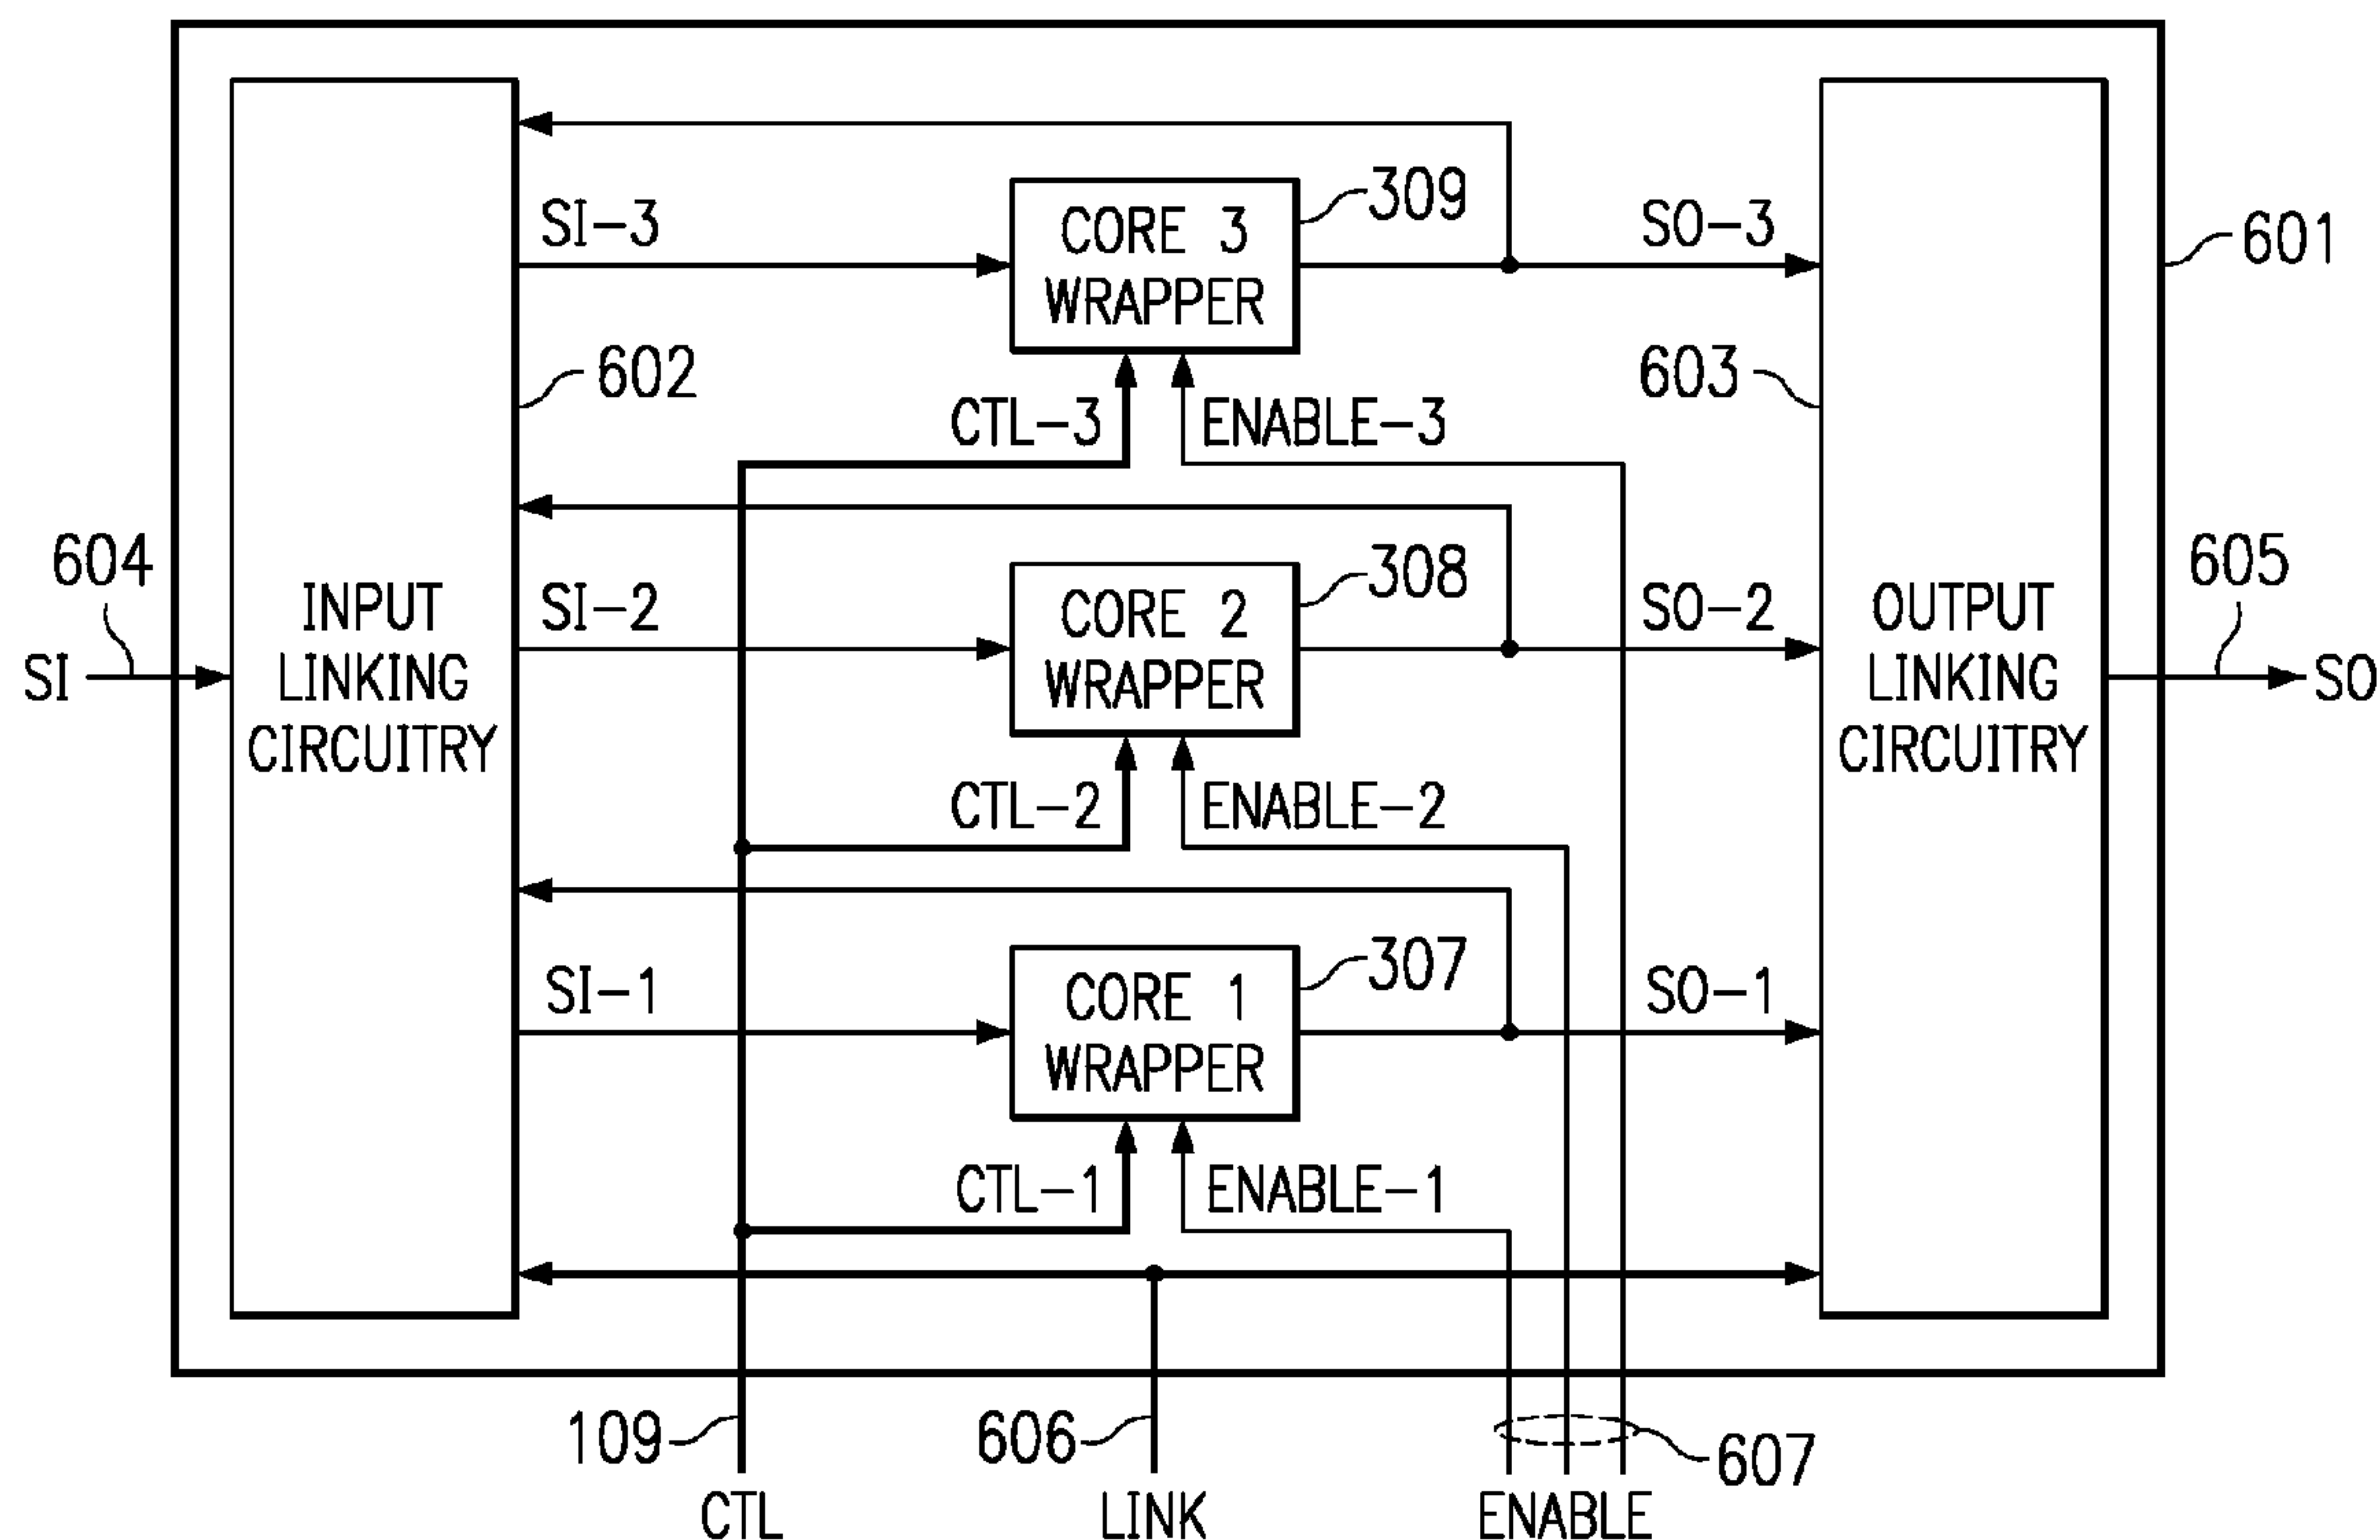 309
SI-3
CORE 3
WRAPPER
SO-3
601
602
603
CTL-3
ENABLE-3
604
308
605
SI-2
CORE 2
WRAPPER
SO-2
INPUT
LINKING
CIRCUITRY
OUTPUT
LINKING
CIRCUITRY
SI
SO
CTL-2
ENABLE-2
307
SI-1
CORE 1
WRAPPER
SO-1
CTL-1
ENABLE-1
109
606
607
CTL
LINK
ENABLE